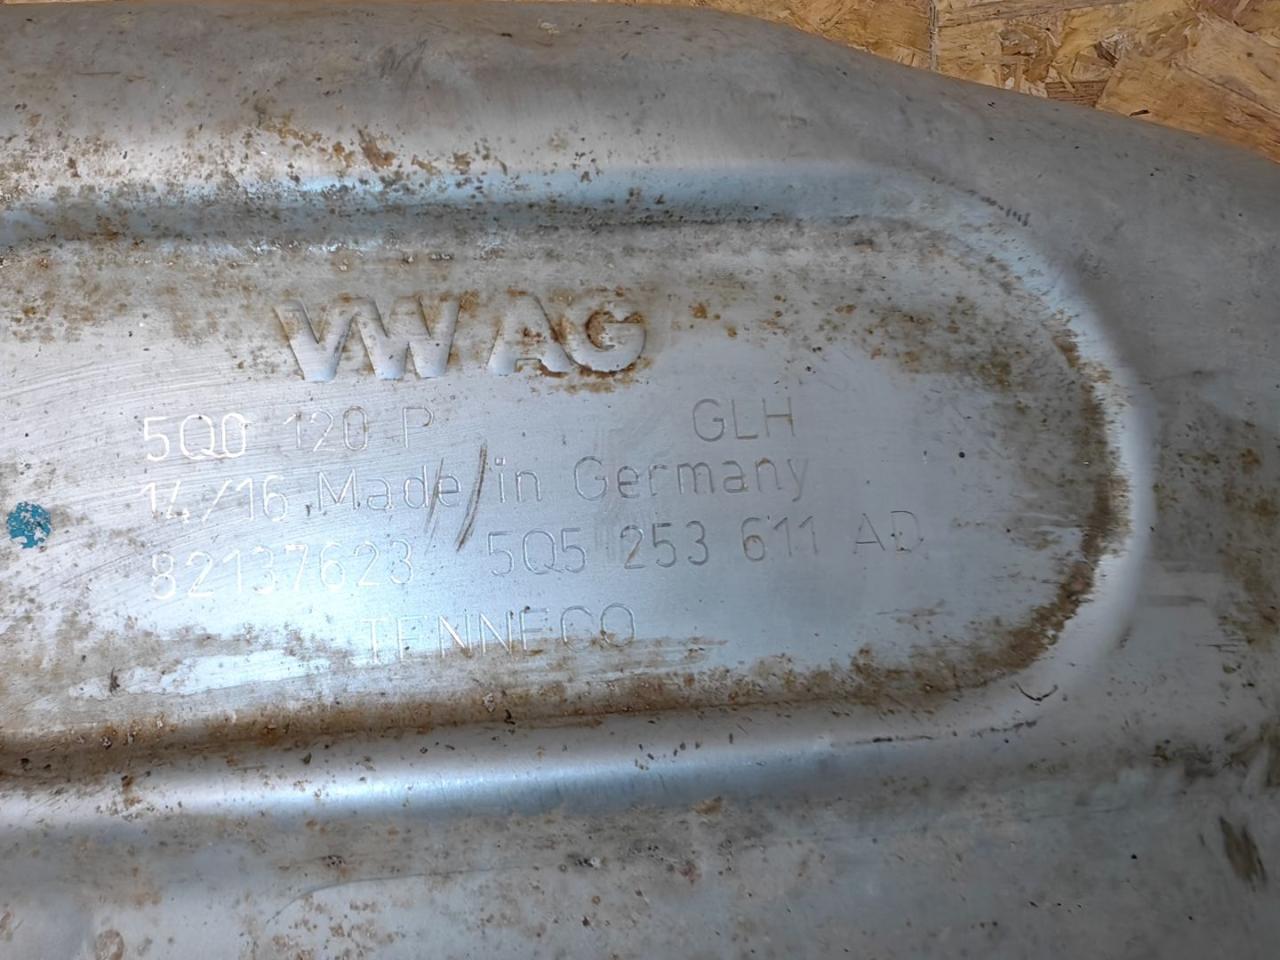 VW AG
5Q0 120 P GLH
14/16 Made in Germany
82137623 5Q5 253 611 AD
TENNECO